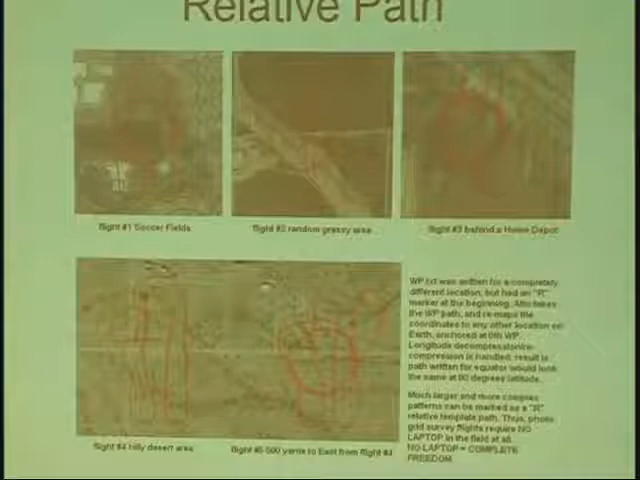 Relative Path
flight #1 Soccer Fields
flight #2 random grassy area
flight #3 behind a Home Depot
WP.txt was written for a completely
different location, but had an "R"
marker at the beginning. Alto takes
the WP path, and re-maps the
coordinates to any other location on
Earth, anchored at 0th WP.
Longitude decompression/re-
compression is handled, result is
path written for equator would look
the same at 80 degrees latitude.
Much larger and more complex
patterns can be marked as a "R"
relative template path. Thus, photo
grid survey flights require NO
LAPTOP in the field at all.
NO LAPTOP = COMPLETE
FREEDOM
flight #4 hilly desert area
flight #5 500 yards to East from flight #4